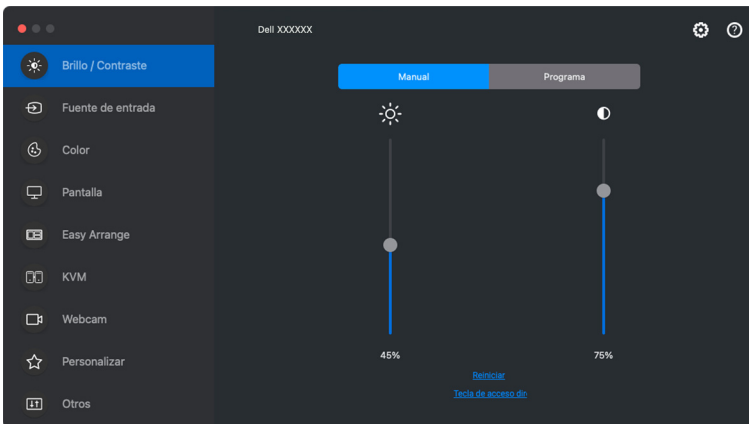 Dell XXXXXX
Brillo / Contraste
Fuente de entrada
Color
Pantalla
Easy Arrange
KVM
Webcam
Personalizar
Otros
Manual
Programa
45%
75%
Reiniciar
Tecla de acceso dir